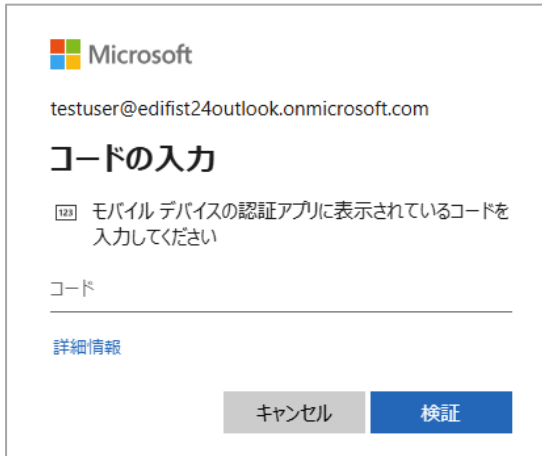 Microsoft
testuser@edifist24outlook.onmicrosoft.com
コードの入力
123 モバイル デバイスの認証アプリに表示されているコードを
入力してください
コード
詳細情報
キャンセル 検証